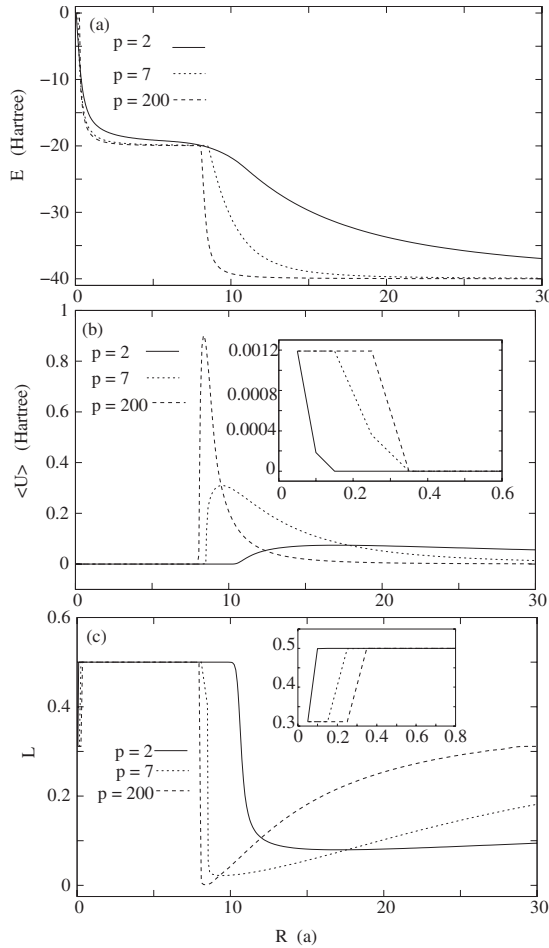 (a)
p = 2
p = 7
p = 200
E (Hartree)
0
−10
−20
−30
−40
0 10 20 30
(b)
p = 2
p = 7
p = 200
<U> (Hartree)
1
0.8
0.6
0.4
0.2
0
0 10 20 30
0.0012
0.0008
0.0004
0
0 0.2 0.4 0.6
(c)
p = 2
p = 7
p = 200
L
0.6
0.4
0.2
0
0 10 20 30
0.5
0.4
0.3
0 0.2 0.4 0.6 0.8
R (a)